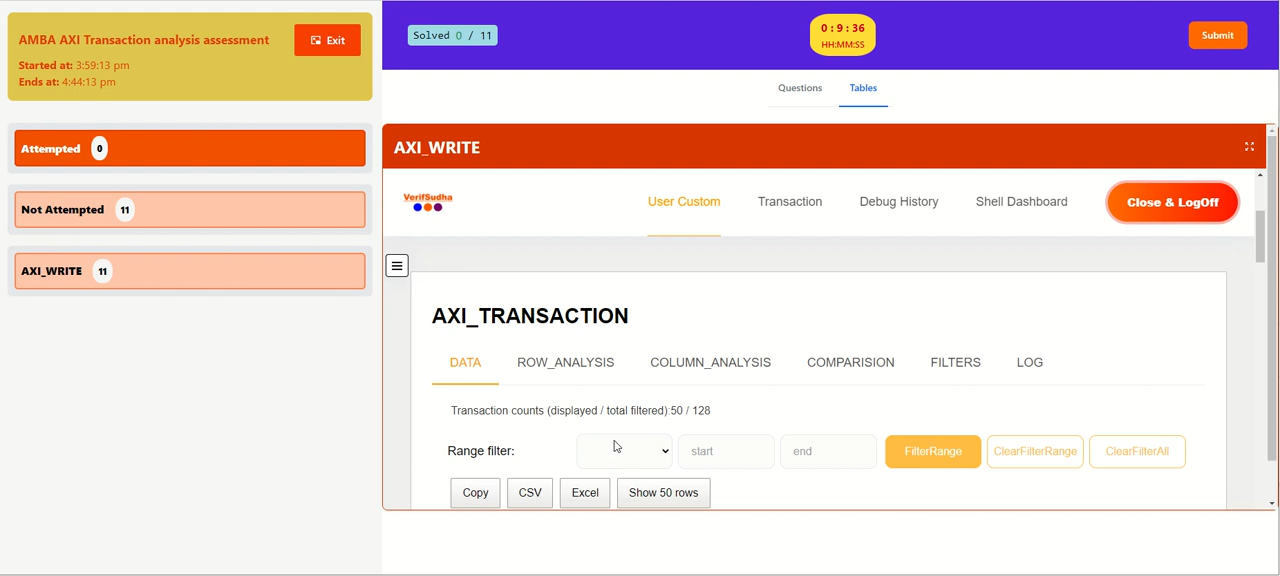 AMBA AXI Transaction analysis assessment
Exit
Started at: 3:59:13 pm
Ends at: 4:44:13 pm
Attempted 0
Not Attempted 11
AXI_WRITE 11
Solved 0 / 11
0 : 9 : 36
HH:MM:SS
Submit
Questions Tables
AXI_WRITE
VerifSudha
User Custom Transaction Debug History Shell Dashboard Close & LogOff
AXI_TRANSACTION
DATA ROW_ANALYSIS COLUMN_ANALYSIS COMPARISION FILTERS LOG
Transaction counts (displayed / total filtered):50 / 128
Range filter: start end FilterRange ClearFilterRange ClearFilterAll
Copy CSV Excel Show 50 rows